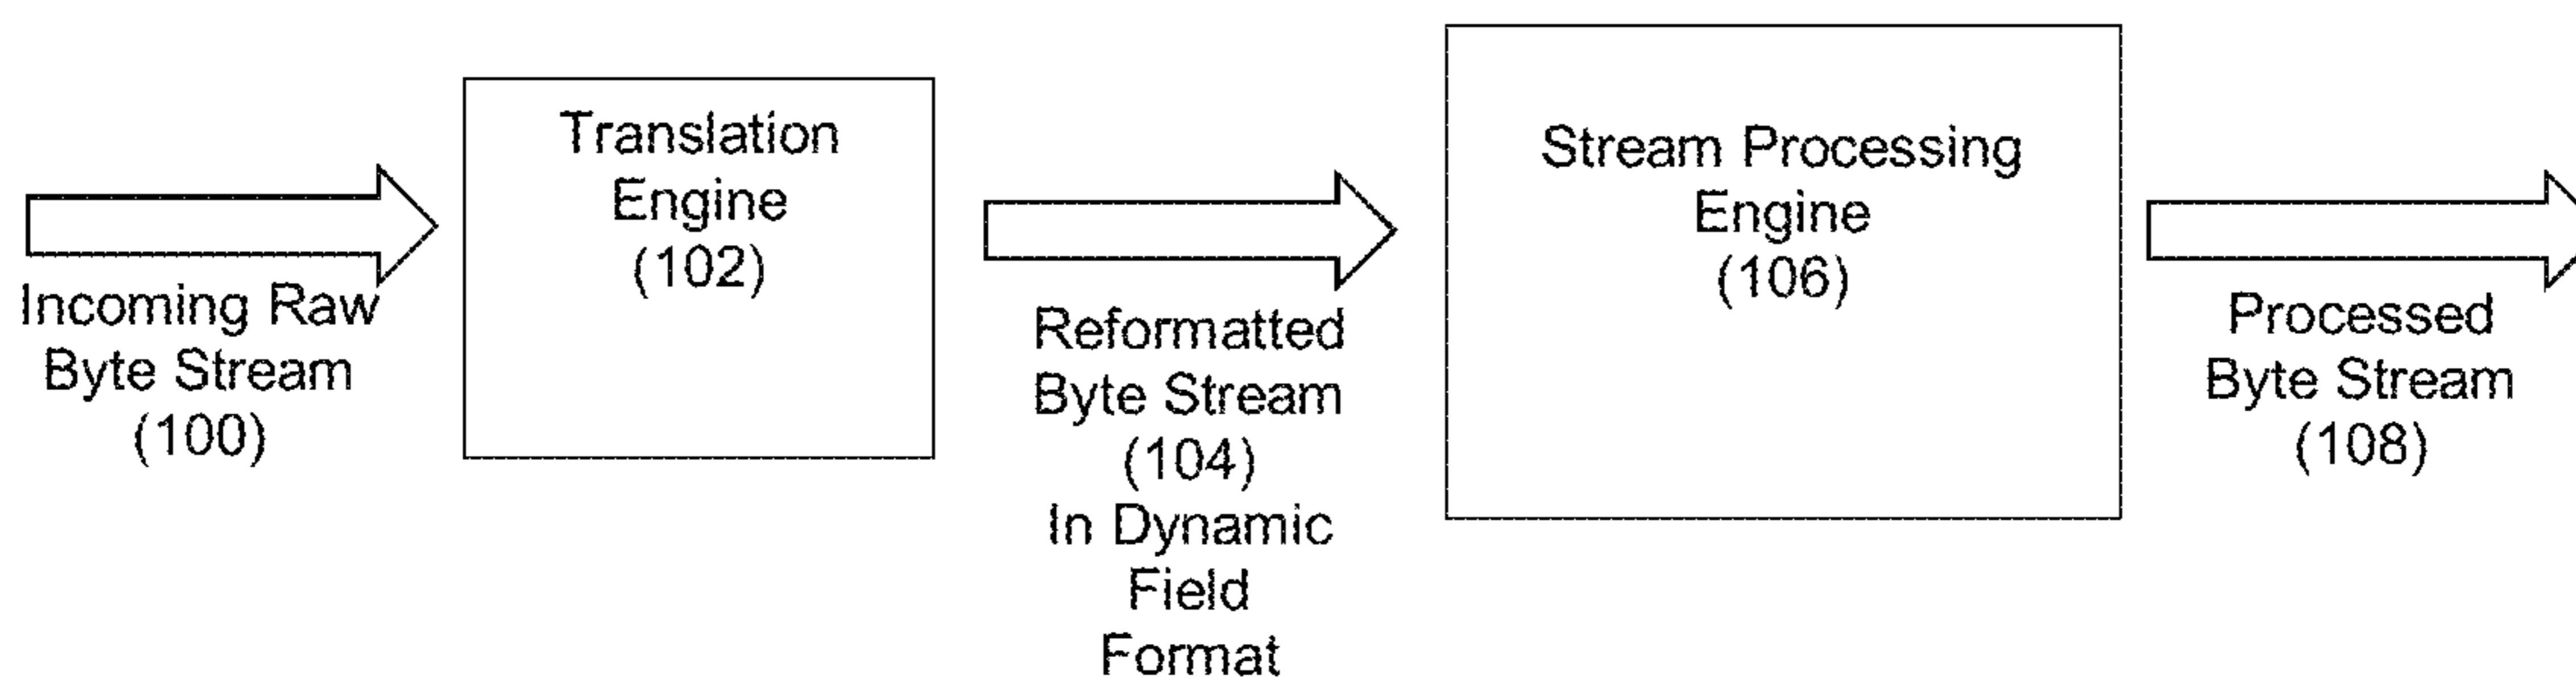 Incoming Raw
Byte Stream
(100)
Translation
Engine
(102)
Reformatted
Byte Stream
(104)
In Dynamic
Field
Format
Stream Processing
Engine
(106)
Processed
Byte Stream
(108)